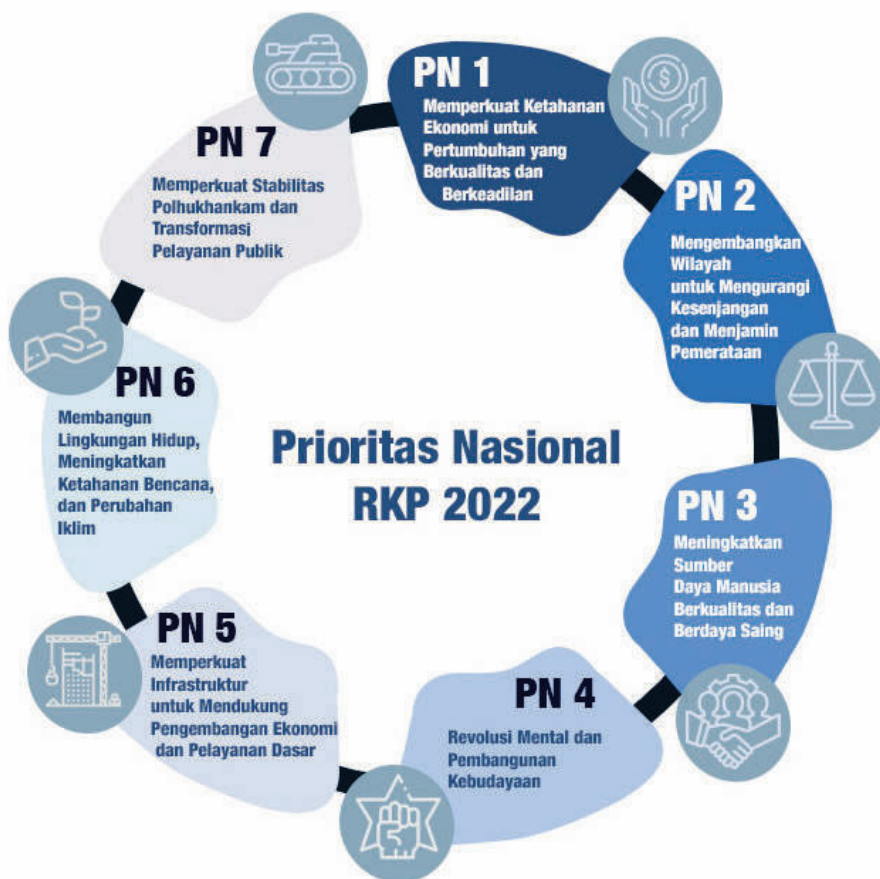 PN 1
Memperkuat Ketahanan
Ekonomi untuk
Pertumbuhan yang
Berkualitas dan
Berkeadilan
PN 2
Mengembangkan
Wilayah
untuk Mengurangi
Kesenjangan
dan Menjamin
Pemerataan
PN 3
Meningkatkan
Sumber
Daya Manusia
Berkualitas dan
Berdaya Saing
PN 4
Revolusi Mental dan
Pembangunan
Kebudayaan
PN 5
Memperkuat
Infrastruktur
untuk Mendukung
Pengembangan Ekonomi
dan Pelayanan Dasar
PN 6
Membangun
Lingkungan Hidup,
Meningkatkan
Ketahanan Bencana,
dan Perubahan
Iklim
PN 7
Memperkuat Stabilitas
Polhukhankam dan
Transformasi
Pelayanan Publik
Prioritas Nasional
RKP 2022
$